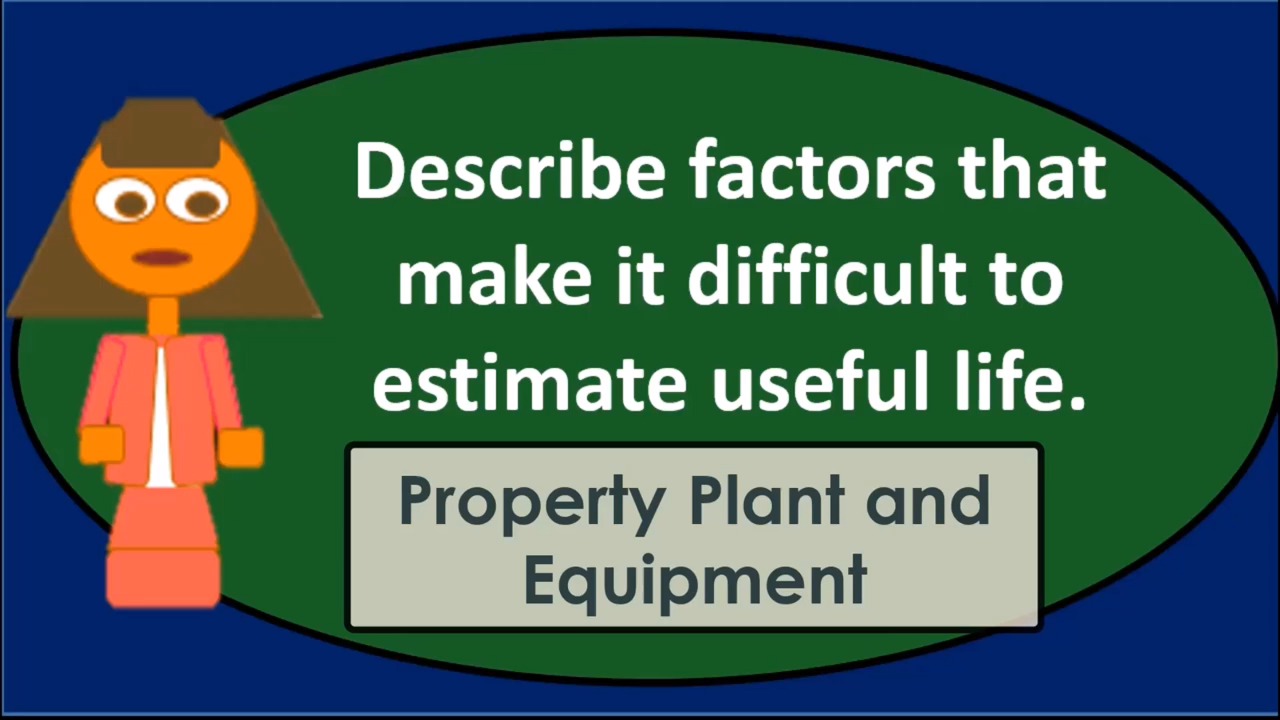 Describe factors that
make it difficult to
estimate useful life.
Property Plant and
Equipment